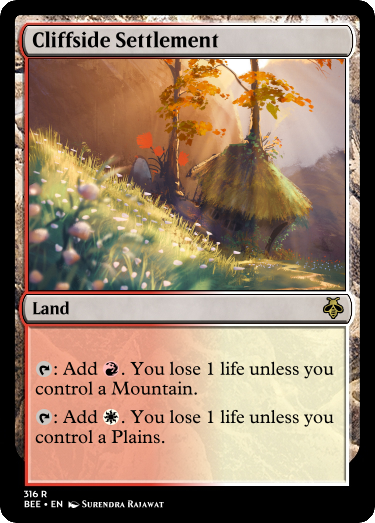 Cliffside Settlement
Land
: Add . You lose 1 life unless you
control a Mountain.
: Add . You lose 1 life unless you
control a Plains.
316 R
BEE • EN Surendra Rajawat